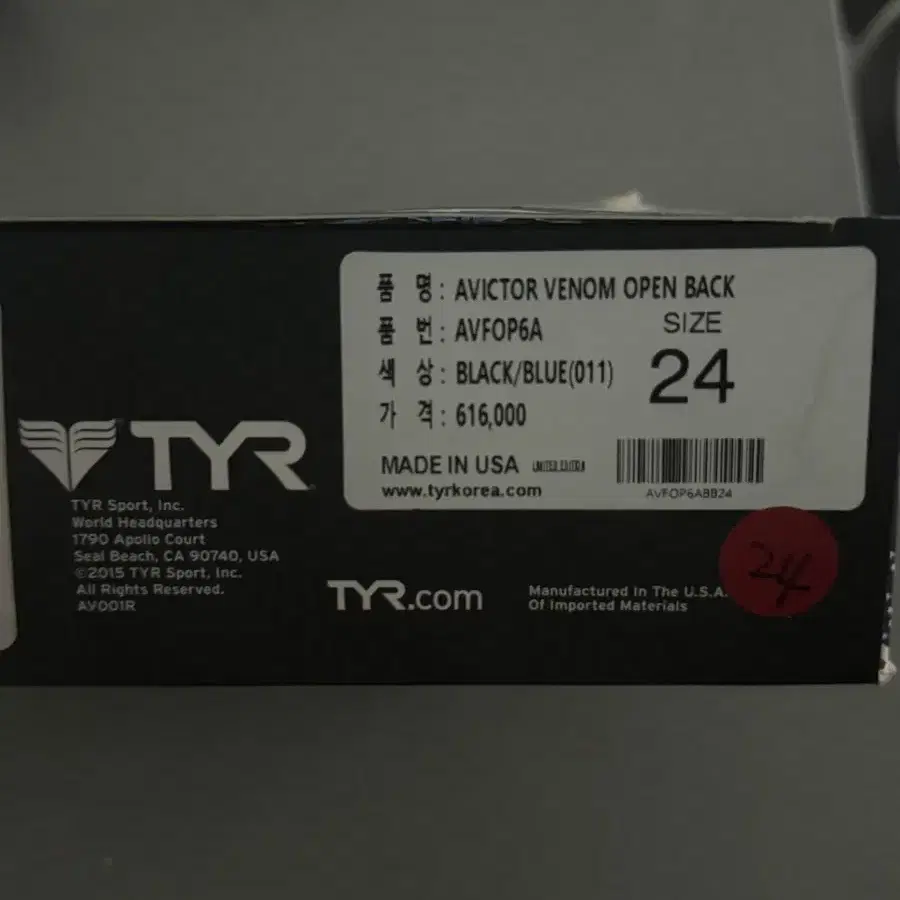 품 명 : AVICTOR VENOM OPEN BACK
품 번 : AVFOP6A
SIZE
색 상 : BLACK/BLUE(011)
24
가 격 : 616,000
MADE IN USA LIMITED EDITION
www.tyrkorea.com
AVFOP6ABB24
TYR
TYR Sport, Inc.
World Headquarters
1790 Apollo Court
Seal Beach, CA 90740, USA
©2015 TYR Sport, Inc.
All Rights Reserved.
AV001R
TYR.com
Manufactured In The U.S.A.
Of Imported Materials
24